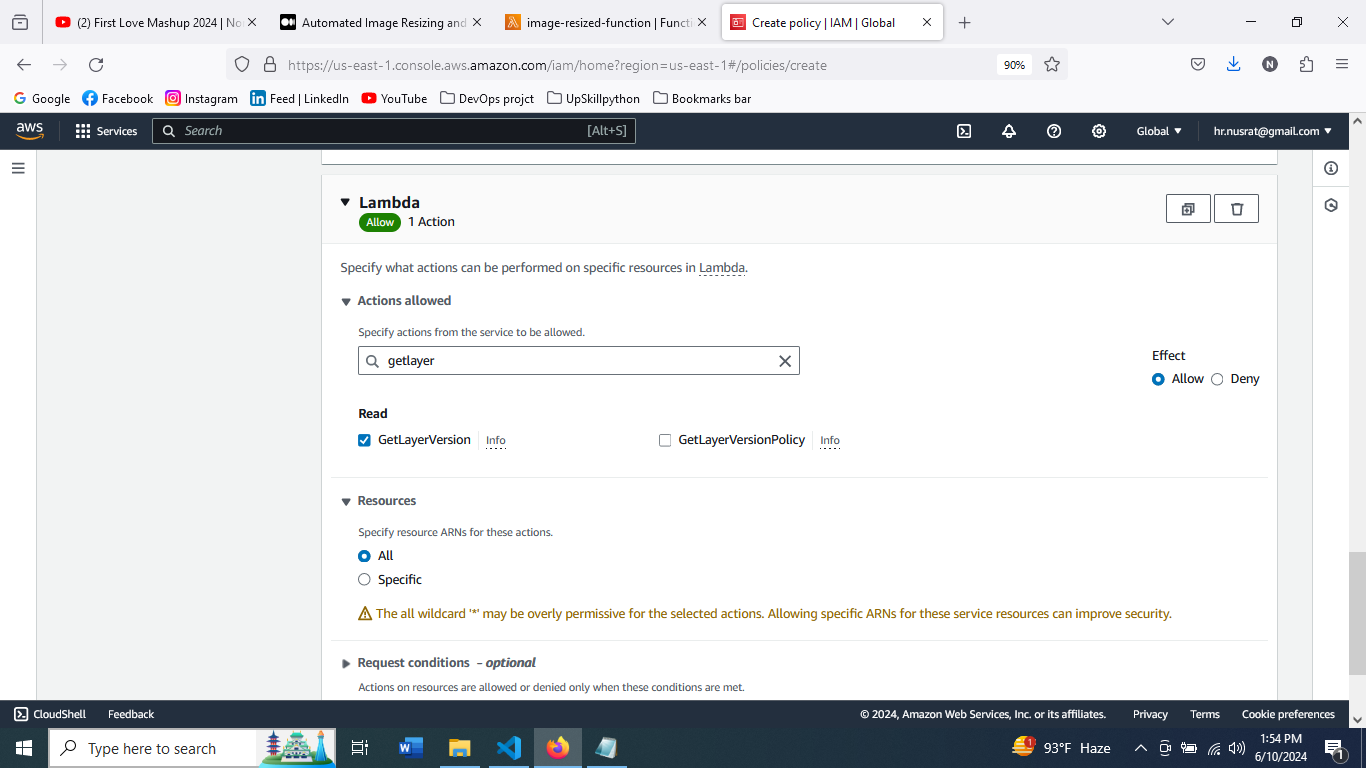 (2) First Love Mashup 2024 | No
Automated Image Resizing and
image-resized-function | Functi
Create policy | IAM | Global
https://us-east-1.console.aws.amazon.com/iam/home?region=us-east-1#/policies/create
90%
N
Google
Facebook
Instagram
Feed | LinkedIn
YouTube
DevOps projct
UpSkillpython
Bookmarks bar
aws
Services
Search
[Alt+S]
Global
hr.nusrat@gmail.com
Lambda
Allow 1 Action
Specify what actions can be performed on specific resources in Lambda.
Actions allowed
Specify actions from the service to be allowed.
getlayer
Effect
Allow
Deny
Read
GetLayerVersion
Info
GetLayerVersionPolicy
Info
Resources
Specify resource ARNs for these actions.
All
Specific
The all wildcard '*' may be overly permissive for the selected actions. Allowing specific ARNs for these service resources can improve security.
Request conditions - optional
Actions on resources are allowed or denied only when these conditions are met.
CloudShell
Feedback
© 2024, Amazon Web Services, Inc. or its affiliates.
Privacy
Terms
Cookie preferences
Type here to search
1
93°F Haze
1:54 PM
6/10/2024
1